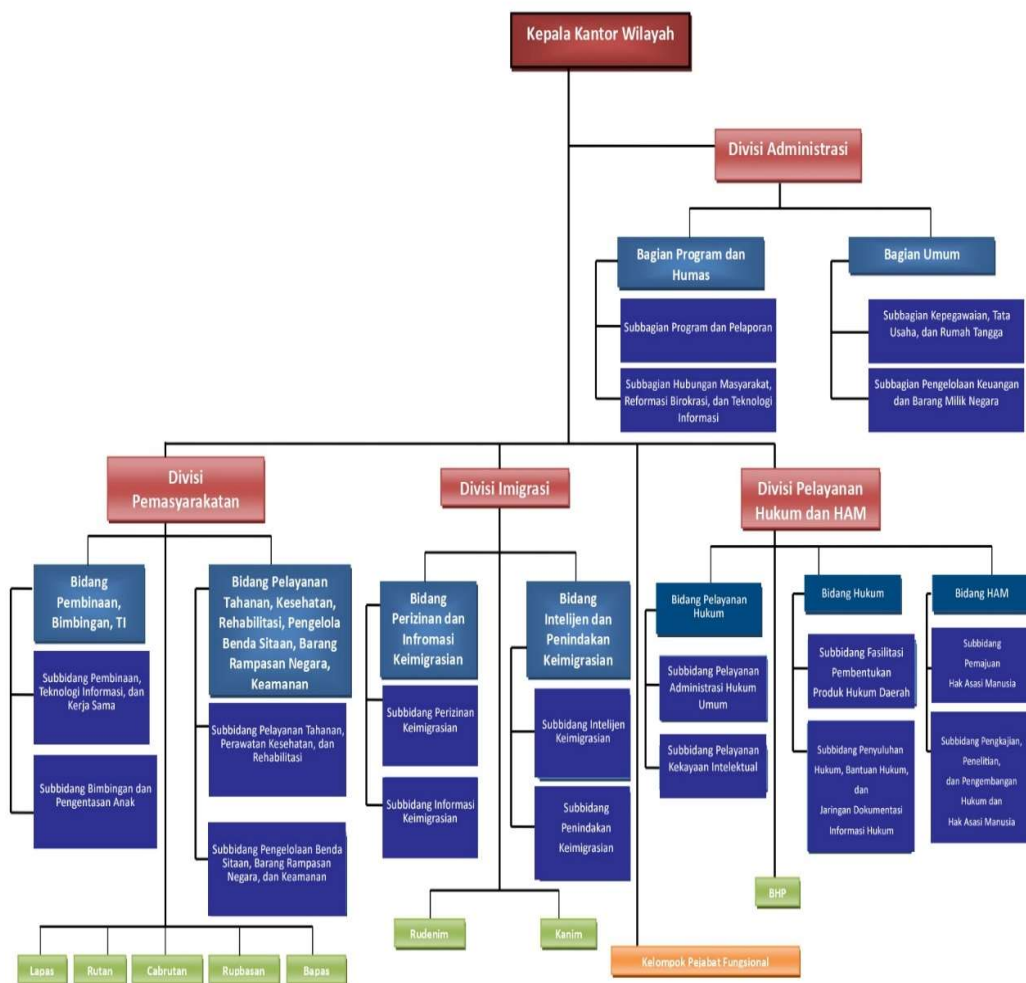 Kepala Kantor Wilayah
Divisi Administrasi
Bagian Program dan
Humas
Subbagian Program dan Pelaporan
Subbagian Hubungan Masyarakat,
Reformasi Birokrasi, dan Teknologi
Informasi
Bagian Umum
Subbagian Kepegawaian, Tata
Usaha, dan Rumah Tangga
Subbagian Pengelolaan Keuangan
dan Barang Milik Negara
Divisi
Pemasyarakatan
Bidang
Pembinaan,
Bimbingan, TI
Subbidang Pembinaan,
Teknologi Informasi, dan
Kerja Sama
Subbidang Bimbingan dan
Pengentasan Anak
Bidang Pelayanan
Tahanan, Kesehatan,
Rehabilitasi, Pengelola
Benda Sitaan, Barang
Rampasan Negara,
Keamanan
Subbidang Pelayanan Tahanan,
Perawatan Kesehatan, dan
Rehabilitasi
Subbidang Pengelolaan Benda
Sitaan, Barang Rampasan
Negara, dan Keamanan
Lapas
Rutan
Cabrutan
Rupbasan
Bapas
Divisi Imigrasi
Bidang
Perizinan dan
Infromasi
Keimigrasian
Subbidang Perizinan
Keimigrasian
Subbidang Informasi
Keimigrasian
Bidang
Intelijen dan
Penindakan
Keimigrasian
Subbidang Intelijen
Keimigrasian
Subbidang
Penindakan
Keimigrasian
Rudenim
Kanim
Divisi Pelayanan
Hukum dan HAM
Bidang Pelayanan
Hukum
Subbidang Pelayanan
Administrasi Hukum
Umum
Subbidang Pelayanan
Kekayaan Intelektual
Bidang Hukum
Subbidang Fasilitasi
Pembentukan
Produk Hukum Daerah
Subbidang Penyuluhan
Hukum, Bantuan Hukum,
dan
Jaringan Dokumentasi
Informasi Hukum
Bidang HAM
Subbidang
Pemajuan
Hak Asasi Manusia
Subbidang Pengkajian,
Penelitian,
dan Pengembangan
Hukum dan
Hak Asasi Manusia
BHP
Kelompok Pejabat Fungsional